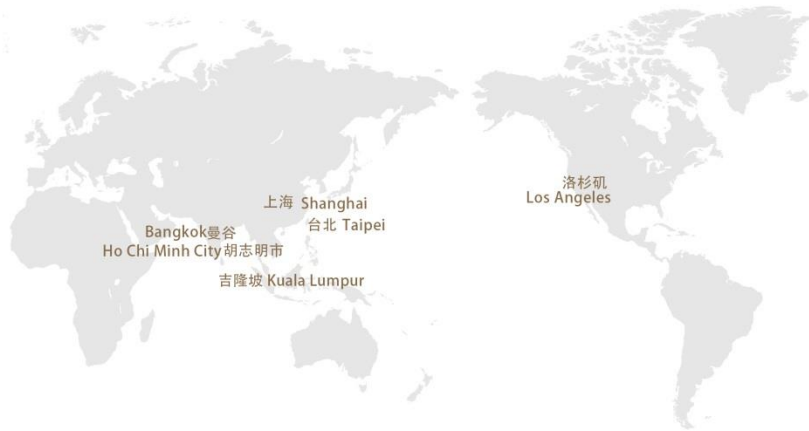 洛杉矶
Los Angeles
上海 Shanghai
台北 Taipei
Bangkok曼谷
Ho Chi Minh City胡志明市
吉隆坡 Kuala Lumpur